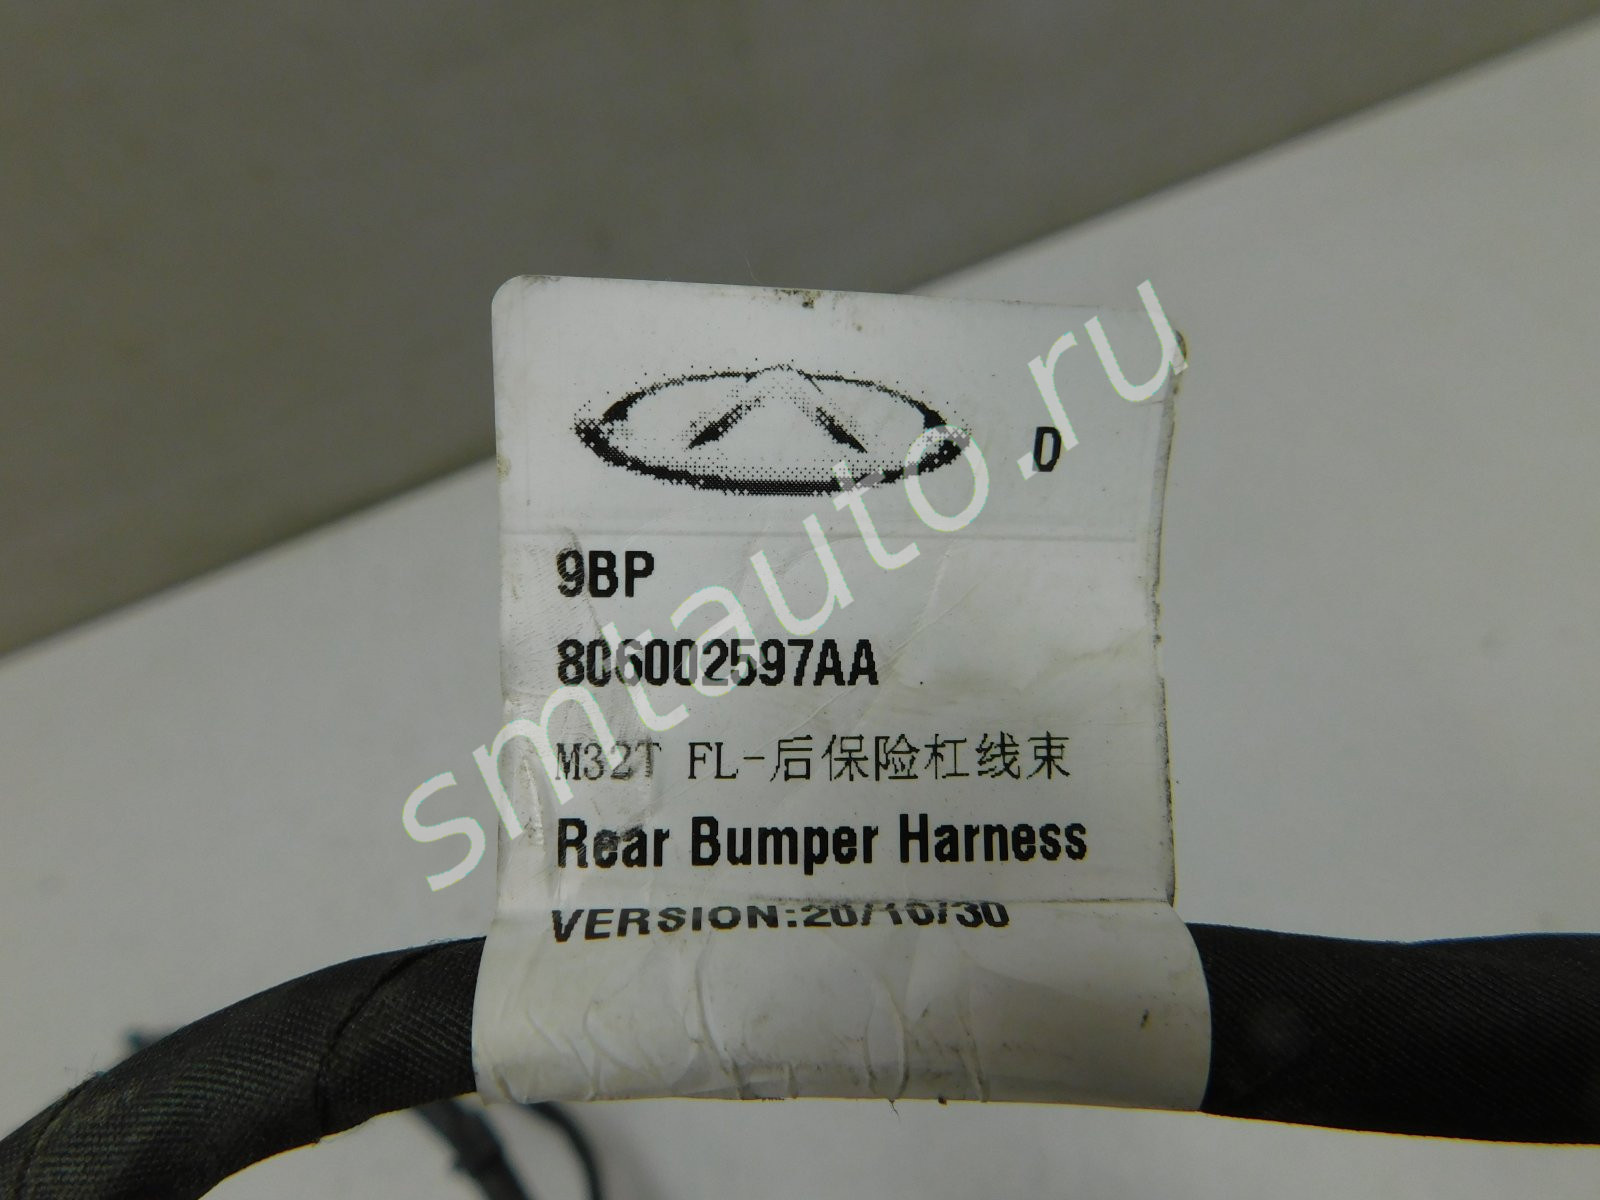 D
9BP
806002597AA
M32T FL-后保险杠线束
Rear Bumper Harness
VERSION:20/10/30
smtauto.ru